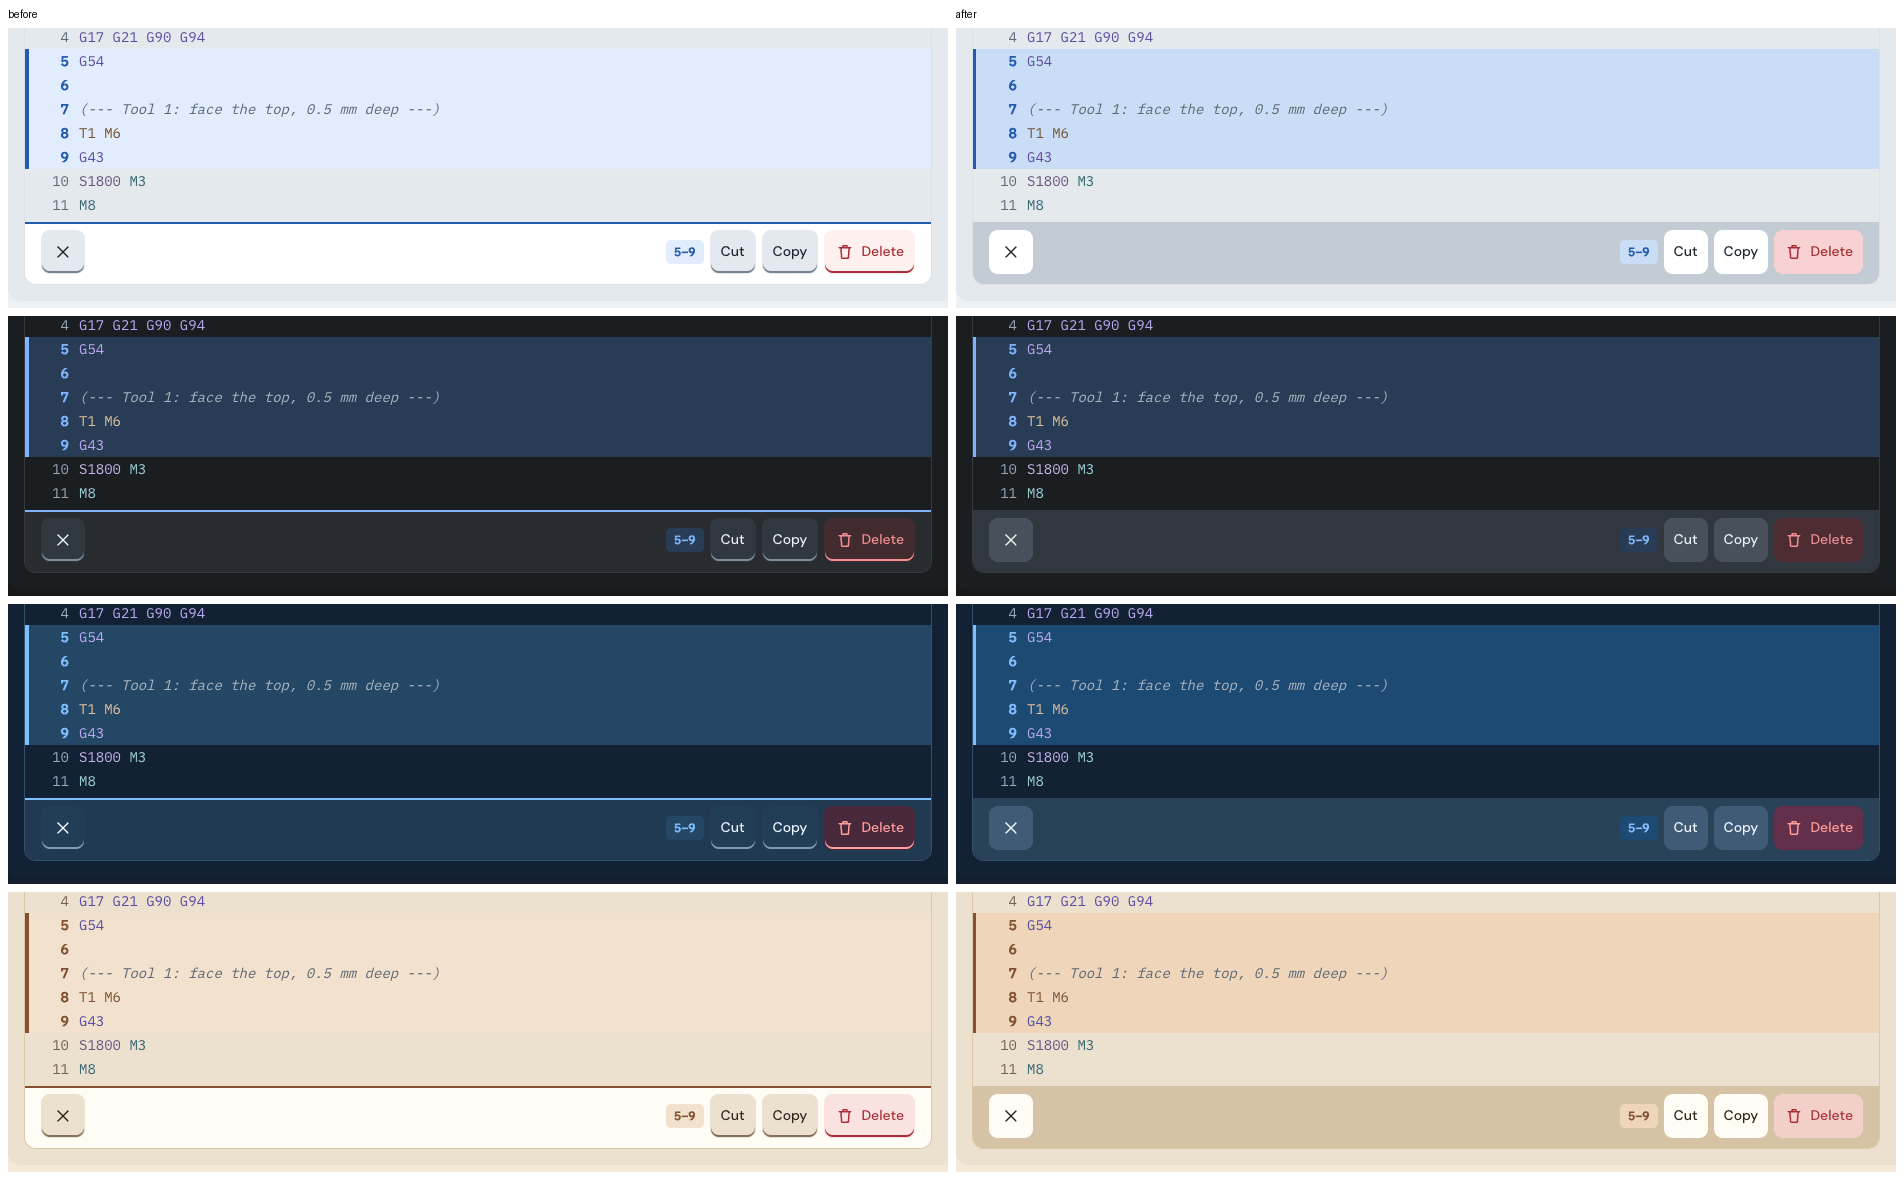 before
after
4 G17 G21 G90 G94
5 G54
6
7 (--- Tool 1: face the top, 0.5 mm deep ---)
8 T1 M6
9 G43
10 S1800 M3
11 M8
5–9 Cut Copy Delete
4 G17 G21 G90 G94
5 G54
6
7 (--- Tool 1: face the top, 0.5 mm deep ---)
8 T1 M6
9 G43
10 S1800 M3
11 M8
5–9 Cut Copy Delete
4 G17 G21 G90 G94
5 G54
6
7 (--- Tool 1: face the top, 0.5 mm deep ---)
8 T1 M6
9 G43
10 S1800 M3
11 M8
5–9 Cut Copy Delete
4 G17 G21 G90 G94
5 G54
6
7 (--- Tool 1: face the top, 0.5 mm deep ---)
8 T1 M6
9 G43
10 S1800 M3
11 M8
5–9 Cut Copy Delete
4 G17 G21 G90 G94
5 G54
6
7 (--- Tool 1: face the top, 0.5 mm deep ---)
8 T1 M6
9 G43
10 S1800 M3
11 M8
5–9 Cut Copy Delete
4 G17 G21 G90 G94
5 G54
6
7 (--- Tool 1: face the top, 0.5 mm deep ---)
8 T1 M6
9 G43
10 S1800 M3
11 M8
5–9 Cut Copy Delete
4 G17 G21 G90 G94
5 G54
6
7 (--- Tool 1: face the top, 0.5 mm deep ---)
8 T1 M6
9 G43
10 S1800 M3
11 M8
5–9 Cut Copy Delete
4 G17 G21 G90 G94
5 G54
6
7 (--- Tool 1: face the top, 0.5 mm deep ---)
8 T1 M6
9 G43
10 S1800 M3
11 M8
5–9 Cut Copy Delete